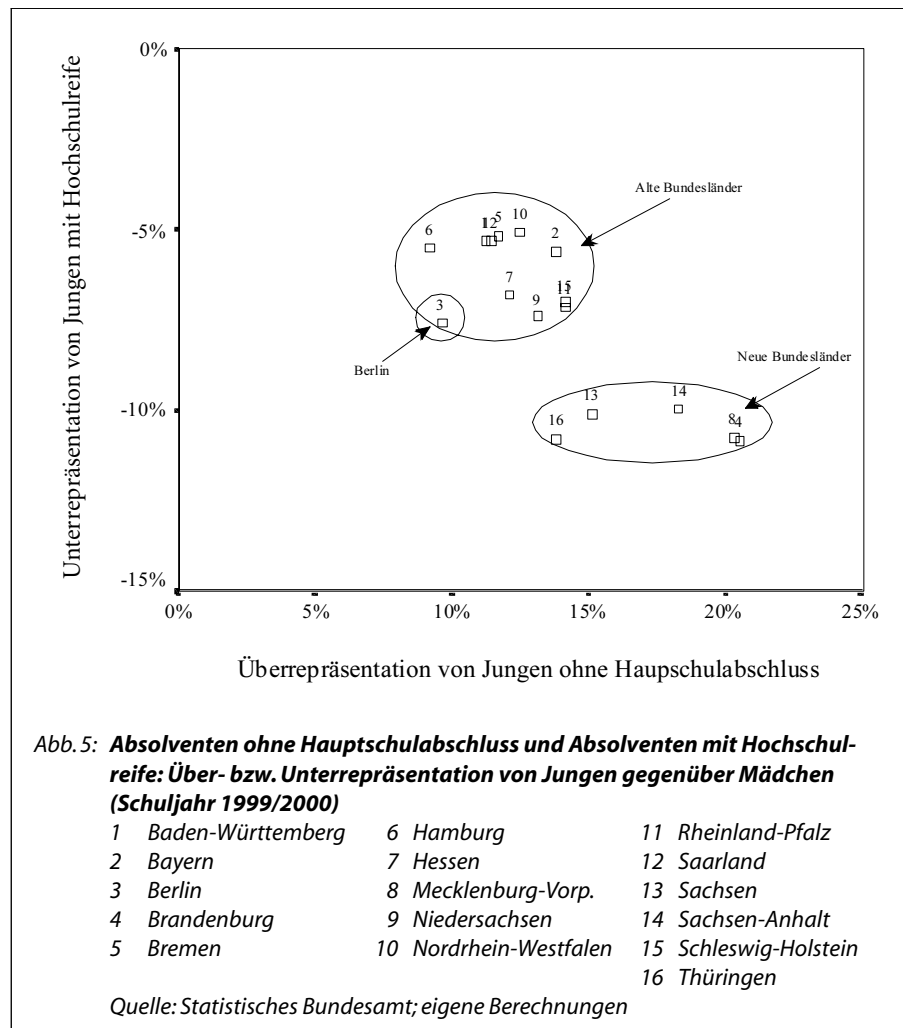 0%
-5%
-10%
-15%
Unterrepräsentation von Jungen mit Hochschulreife
Alte Bundesländer
6
1
12
5
10
2
7
9
15
11
3
Berlin
Neue Bundesländer
16
13
14
8
4
0%
5%
10%
15%
20%
25%
Überrepräsentation von Jungen ohne Haupschulabschluss
Abb. 5: Absolventen ohne Hauptschulabschluss und Absolventen mit Hochschul-
reife: Über- bzw. Unterrepräsentation von Jungen gegenüber Mädchen
(Schuljahr 1999/2000)
1 Baden-Württemberg 6 Hamburg 11 Rheinland-Pfalz
2 Bayern 7 Hessen 12 Saarland
3 Berlin 8 Mecklenburg-Vorp. 13 Sachsen
4 Brandenburg 9 Niedersachsen 14 Sachsen-Anhalt
5 Bremen 10 Nordrhein-Westfalen 15 Schleswig-Holstein
16 Thüringen
Quelle: Statistisches Bundesamt; eigene Berechnungen